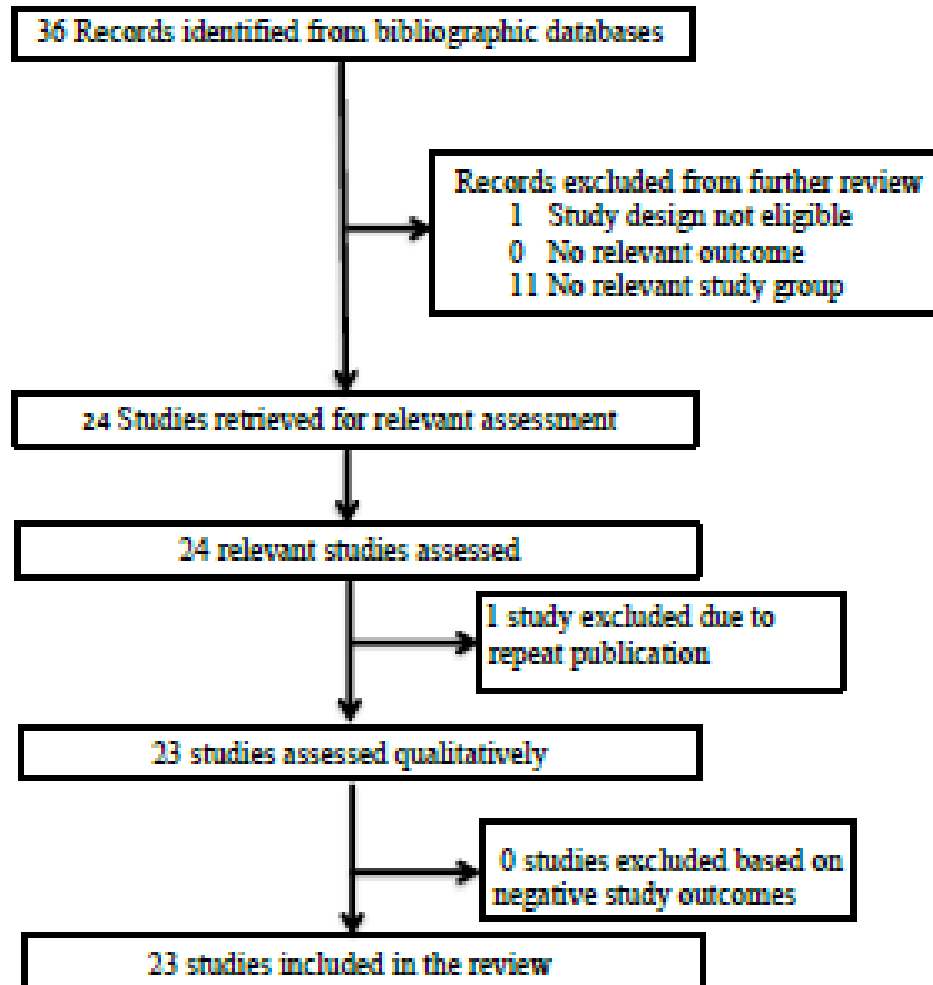 36 Records identified from bibliographic databases
Records excluded from further review
1 Study design not eligible
0 No relevant outcome
11 No relevant study group
24 Studies retrieved for relevant assessment
24 relevant studies assessed
1 study excluded due to
repeat publication
23 studies assessed qualitatively
0 studies excluded based on
negative study outcomes
23 studies included in the review